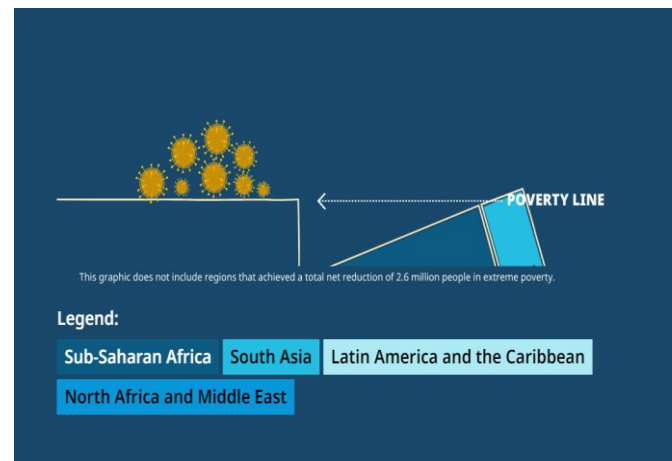 POVERTY LINE
This graphic does not include regions that achieved a total net reduction of 2.6 million people in extreme poverty.
Legend:
Sub-Saharan Africa
South Asia
Latin America and the Caribbean
North Africa and Middle East